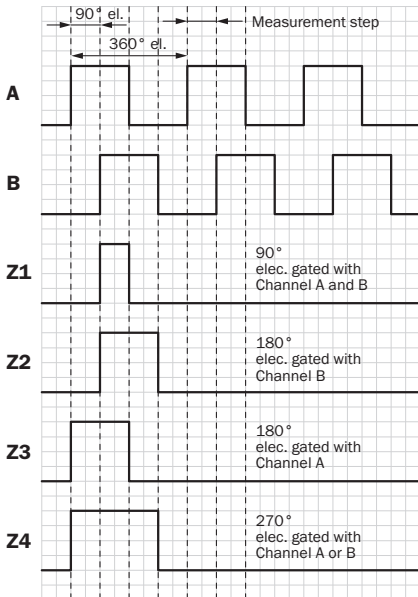 90° el.
Measurement step
360° el.
A
B
Z1
90°
elec. gated with
Channel A and B
Z2
180°
elec. gated with
Channel B
Z3
180°
elec. gated with
Channel A
Z4
270°
elec. gated with
Channel A or B